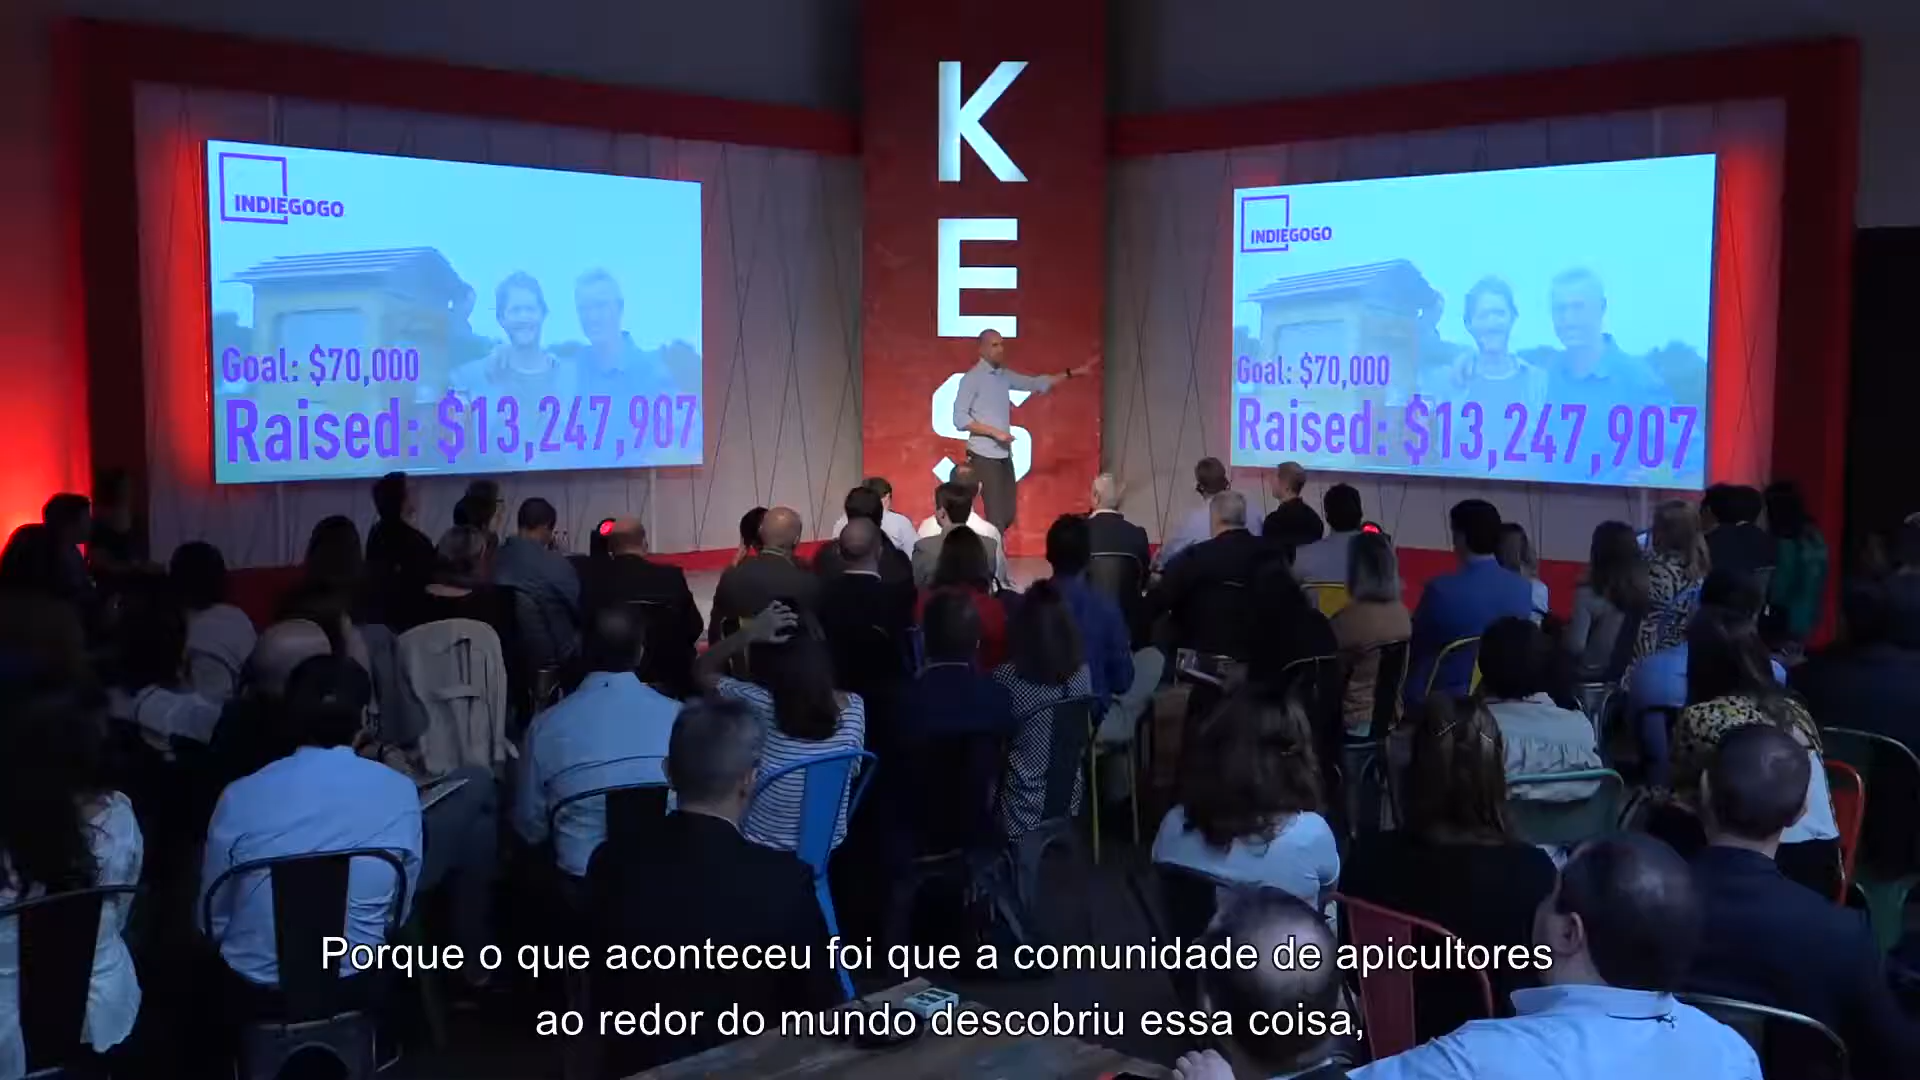 K
E
S
INDIEGOGO
Goal: $70,000
Raised: $13,247,907
INDIEGOGO
Goal: $70,000
Raised: $13,247,907
Porque o que aconteceu foi que a comunidade de apicultores
ao redor do mundo descobriu essa coisa,